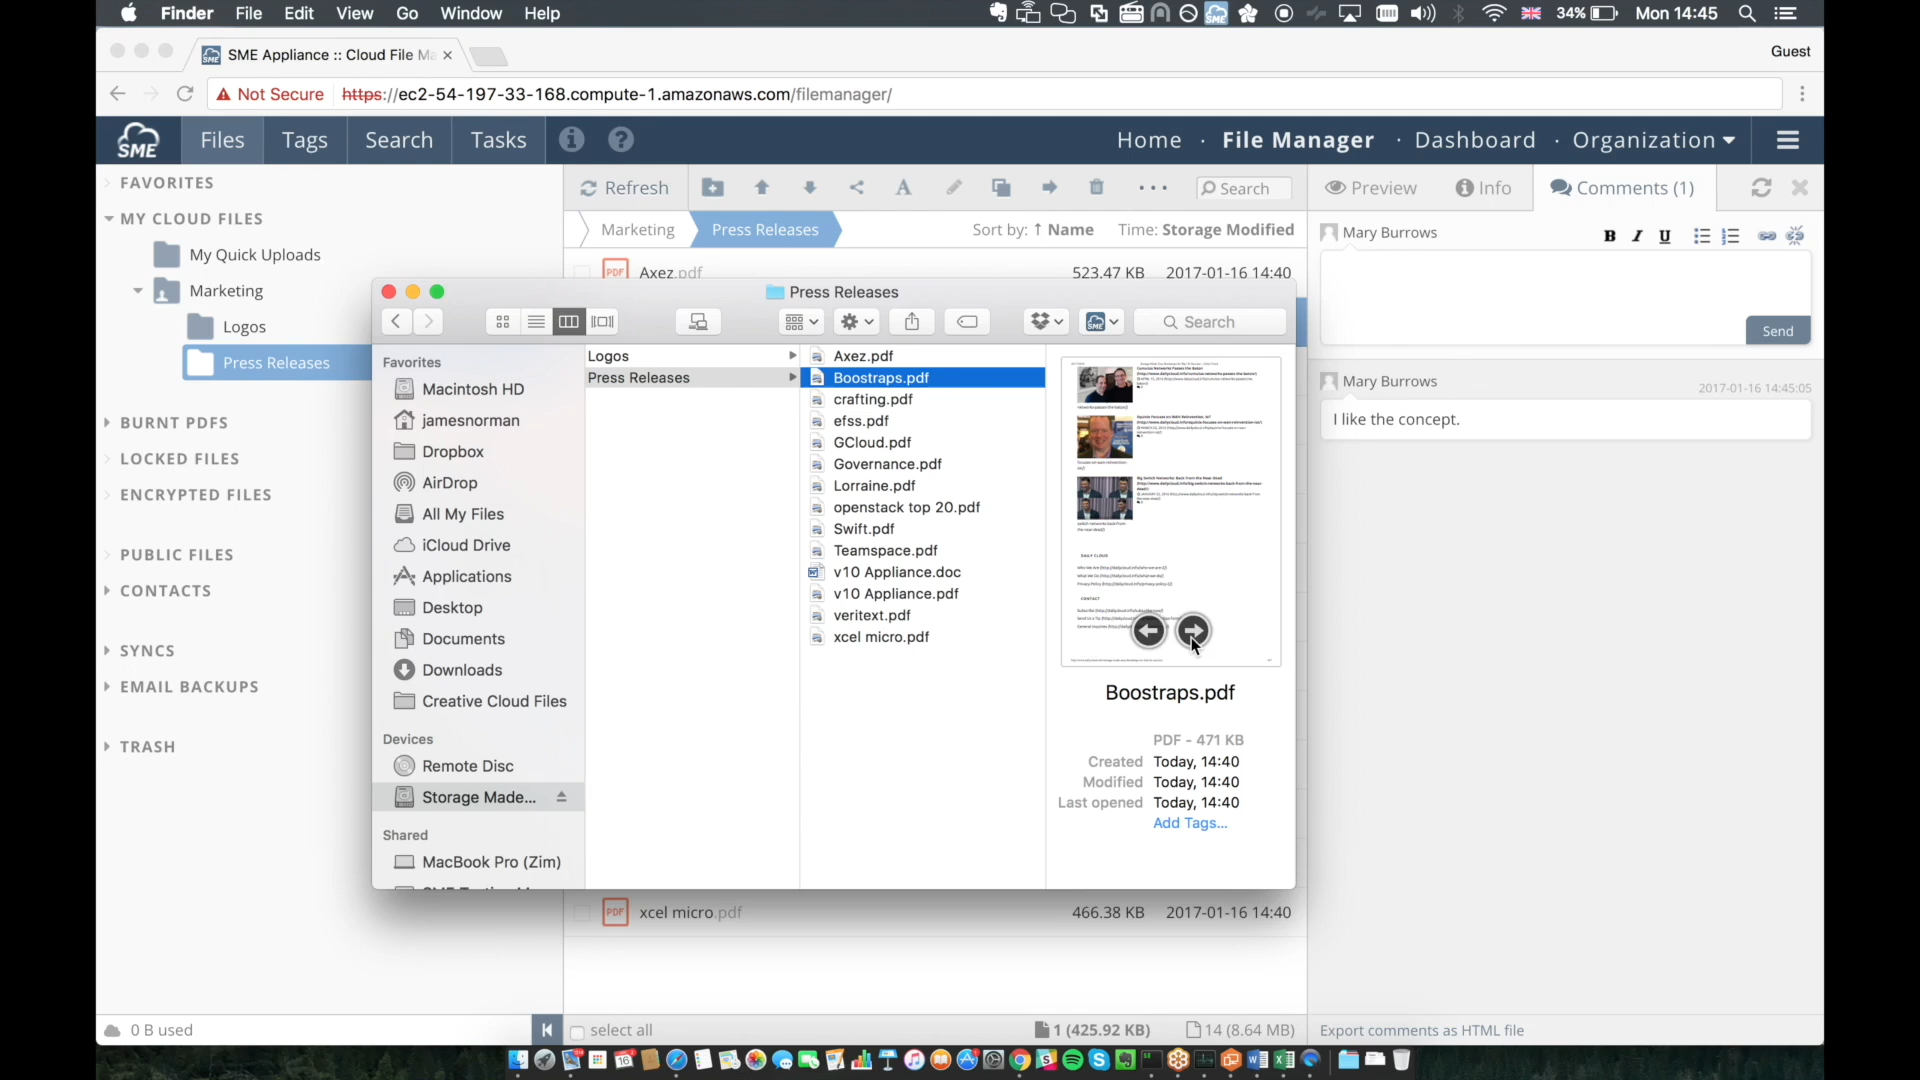 Finder File Edit View Go Window Help
34% Mon 14:45
SME Appliance :: Cloud File Ma
Guest
Not Secure https://ec2-54-197-33-168.compute-1.amazonaws.com/filemanager/
SME Files Tags Search Tasks
Home · File Manager · Dashboard · Organization
FAVORITES
MY CLOUD FILES
My Quick Uploads
Marketing
Logos
Press Releases
BURNT PDFS
LOCKED FILES
ENCRYPTED FILES
PUBLIC FILES
CONTACTS
SYNCS
EMAIL BACKUPS
TRASH
0 B used
Refresh
Search
Marketing Press Releases
Sort by: ↑ Name Time: Storage Modified
PDF Axez.pdf 523.47 KB 2017-01-16 14:40
Press Releases
Search
Favorites
Macintosh HD
jamesnorman
Dropbox
AirDrop
All My Files
iCloud Drive
Applications
Desktop
Documents
Downloads
Creative Cloud Files
Devices
Remote Disc
Storage Made...
Shared
MacBook Pro (Zim)
Logos
Press Releases
Axez.pdf
Boostraps.pdf
crafting.pdf
efss.pdf
GCloud.pdf
Governance.pdf
Lorraine.pdf
openstack top 20.pdf
Swift.pdf
Teamspace.pdf
v10 Appliance.doc
v10 Appliance.pdf
veritext.pdf
xcel micro.pdf
DAILY CLOUD
CONTACT
Boostraps.pdf
PDF - 471 KB
Created Today, 14:40
Modified Today, 14:40
Last opened Today, 14:40
Add Tags...
PDF xcel micro.pdf 466.38 KB 2017-01-16 14:40
select all
1 (425.92 KB) 14 (8.64 MB)
Preview Info Comments (1)
Mary Burrows
B I U
Send
Mary Burrows 2017-01-16 14:45:05
I like the concept.
Export comments as HTML file